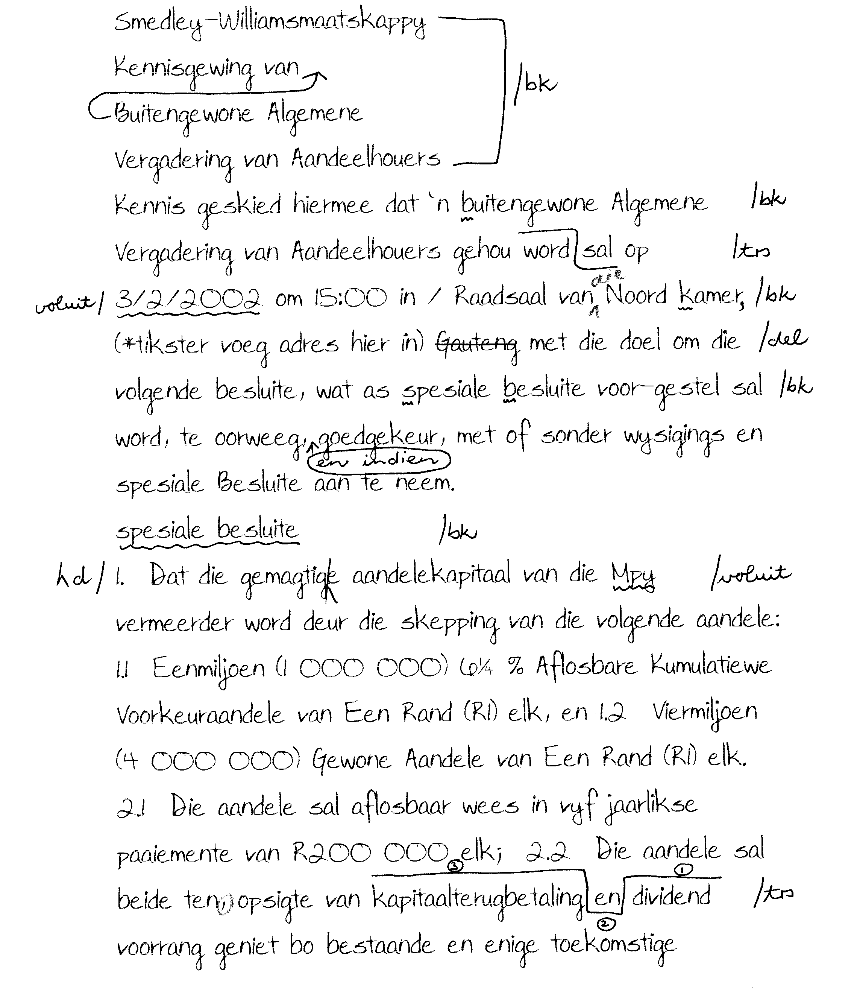 Smedley-Williamsmaatskappy
Kennisgewing van
/bk
Buitengewone Algemene
Vergadering van Aandeelhouers
Kennis geskied hiermee dat 'n buitengewone Algemene /bk
Vergadering van Aandeelhouers gehou word sal op /trs
die
voluit/ 3/2/2002 om 15:00 in / Raadsaal van Noord kamer, /bk
(*tikster voeg adres hier in) Gauteng met die doel om die /del
volgende besluite, wat as spesiale besluite voor-gestel sal /bk
word, te oorweeg, goedgekeur, met of sonder wysigings en
en indien
spesiale Besluite aan te neem.
spesiale besluite /bk
hd/ 1. Dat die gemagtigde aandelekapitaal van die Mpy /voluit
vermeerder word deur die skepping van die volgende aandele:
1.1 Eenmiljoen (1 000 000) 6¼ % Aflosbare Kumulatiewe
Voorkeuraandele van Een Rand (R1) elk, en 1.2 Viermiljoen
(4 000 000) Gewone Aandele van Een Rand (R1) elk.
2.1 Die aandele sal aflosbaar wees in vyf jaarlikse
paaiemente van R200 000 elk; 2.2 Die aandele sal
③ ①
beide ten, opsigte van kapitaalterugbetaling en dividend /trs
②
voorrang geniet bo bestaande en enige toekomstige